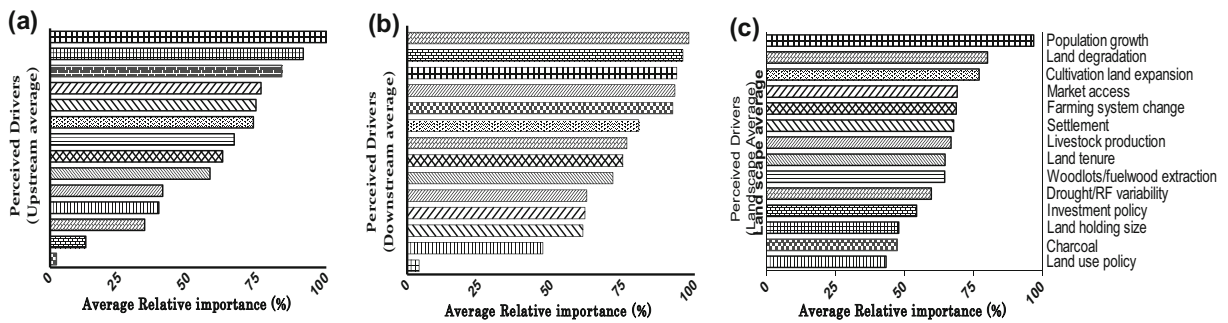 (a)
Perceived Drivers
(Upstream average)
0
25
50
75
100
Average Relative importance (%)
(b)
Perceived Drivers
(Downstream average)
0
25
50
75
100
Average Relative importance (%)
(c)
Perceived Drivers
(Landscape Average)
Land scape average
0
25
50
75
100
Average Relative importance (%)
Population growth
Land degradation
Cultivation land expansion
Market access
Farming system change
Settlement
Livestock production
Land tenure
Woodlots/fuelwood extraction
Drought/RF variability
Investment policy
Land holding size
Charcoal
Land use policy